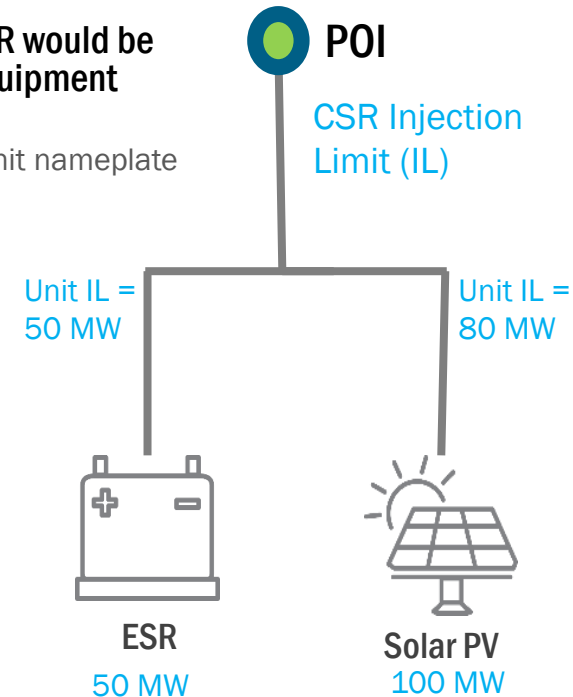 R would be
uipment
nit nameplate
POI
CSR Injection
Limit (IL)
Unit IL =
50 MW
Unit IL =
80 MW
ESR
50 MW
Solar PV
100 MW